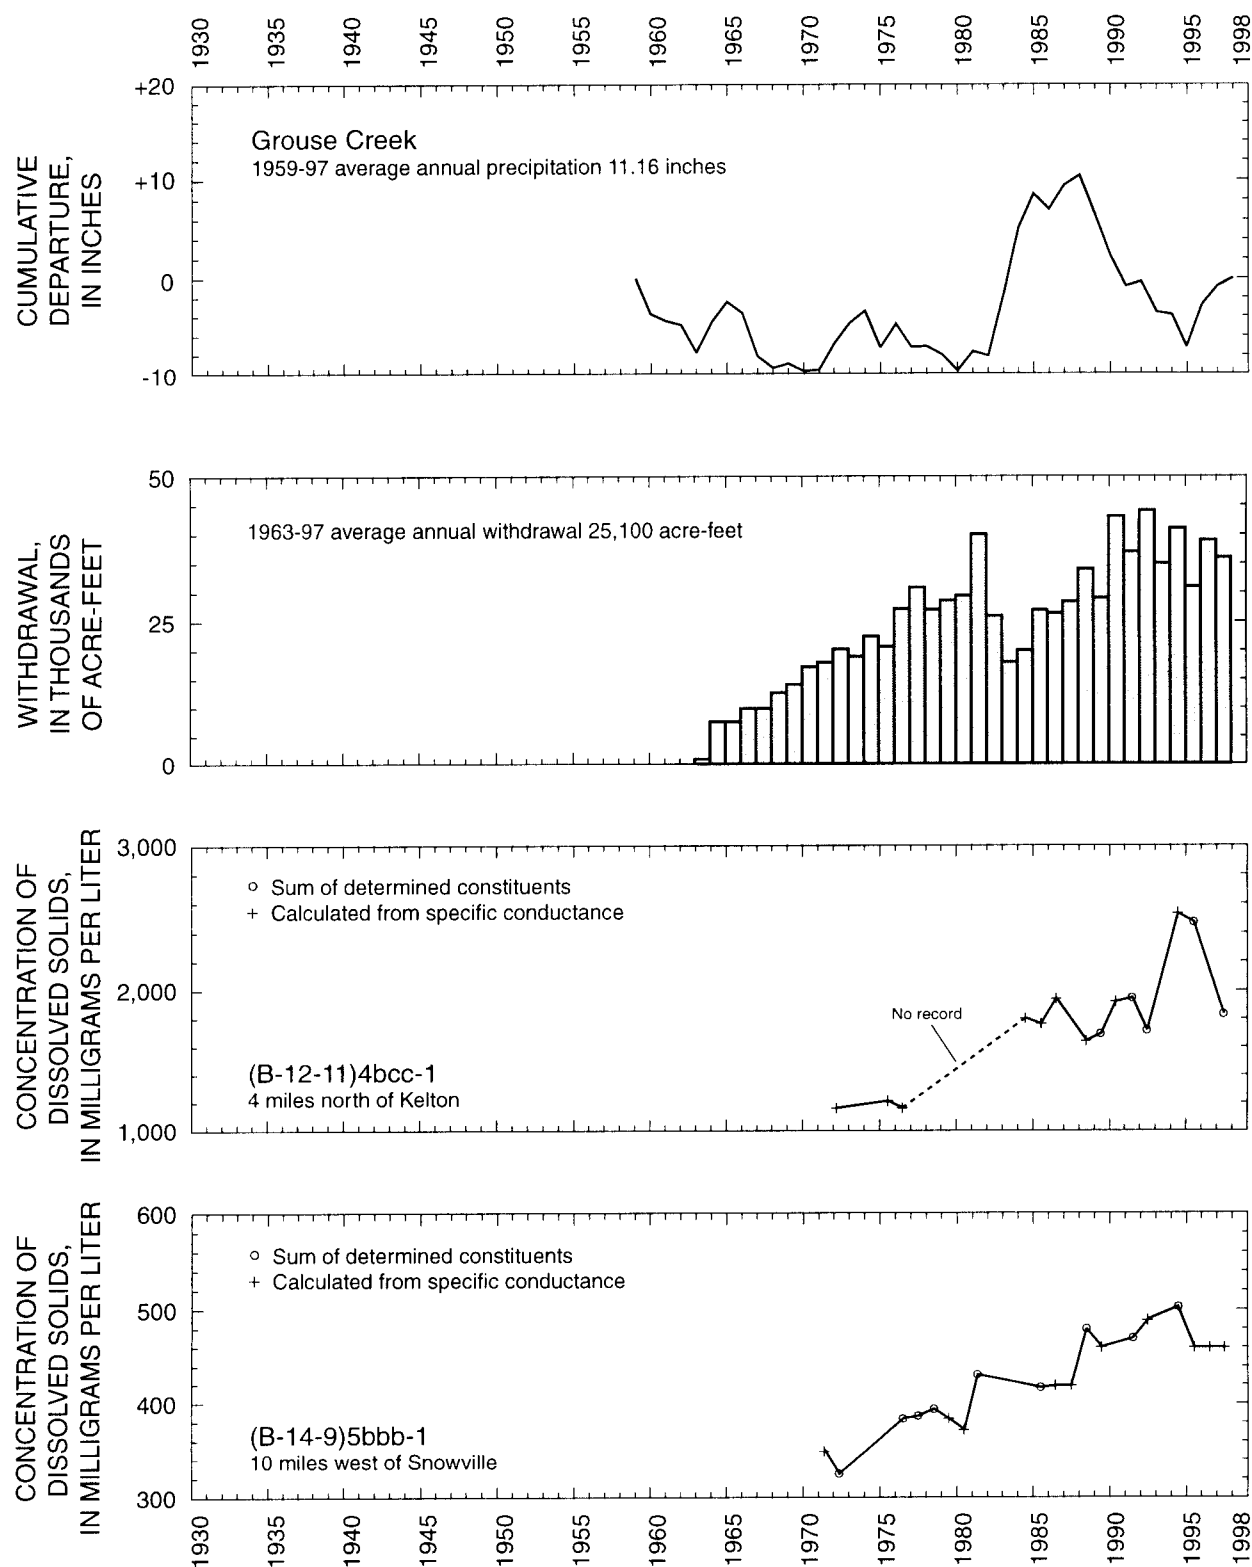 1930
1935
1940
1945
1950
1955
1960
1965
1970
1975
1980
1985
1990
1995
1998
CUMULATIVE
DEPARTURE,
IN INCHES
+20
+10
0
-10
Grouse Creek
1959-97 average annual precipitation 11.16 inches
WITHDRAWAL,
IN THOUSANDS
OF ACRE-FEET
50
25
0
1963-97 average annual withdrawal 25,100 acre-feet
CONCENTRATION OF
DISSOLVED SOLIDS,
IN MILLIGRAMS PER LITER
3,000
2,000
1,000
Sum of determined constituents
+ Calculated from specific conductance
No record
(B-12-11)4bcc-1
4 miles north of Kelton
CONCENTRATION OF
DISSOLVED SOLIDS,
IN MILLIGRAMS PER LITER
600
500
400
300
Sum of determined constituents
+ Calculated from specific conductance
(B-14-9)5bbb-1
10 miles west of Snowville
1930
1935
1940
1945
1950
1955
1960
1965
1970
1975
1980
1985
1990
1995
1998